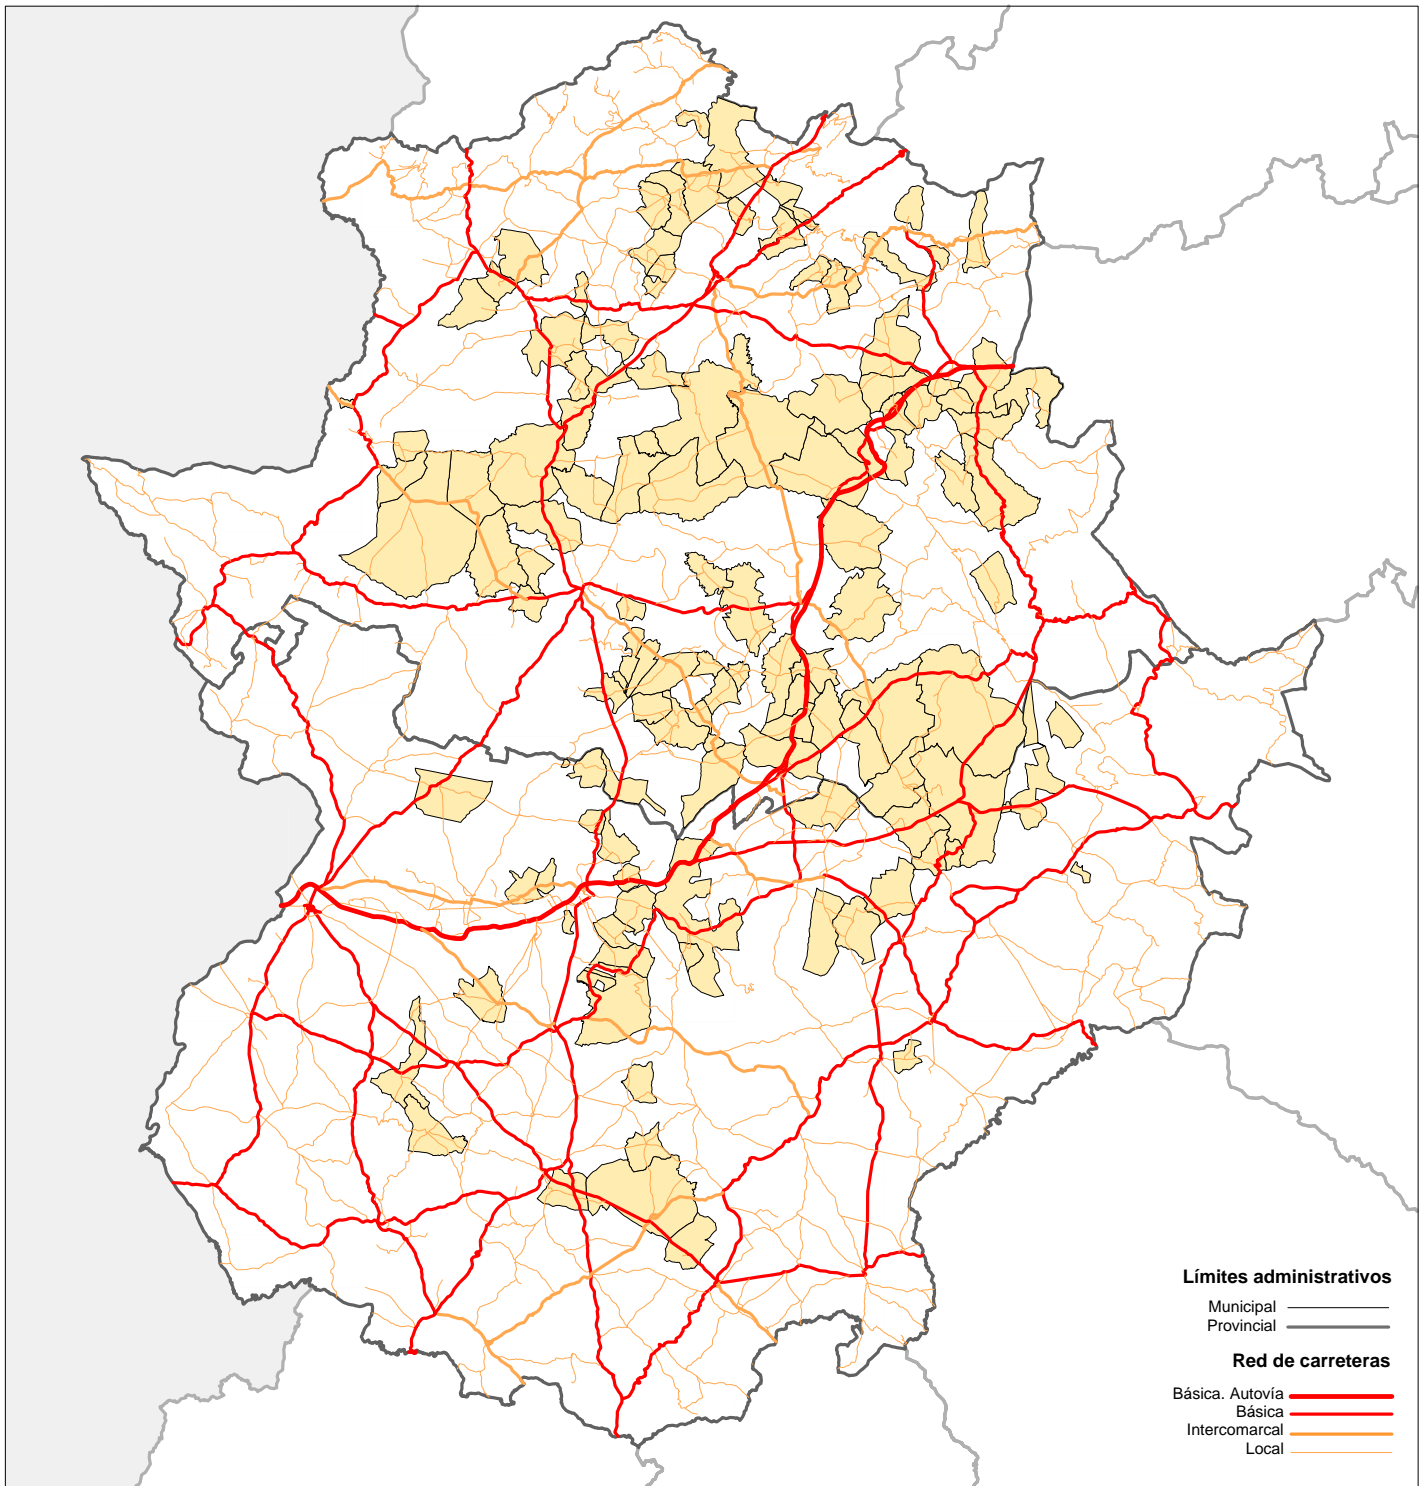 Límites administrativos
Municipal
Provincial
Red de carreteras
Básica. Autovía
Básica
Intercomarcal
Local